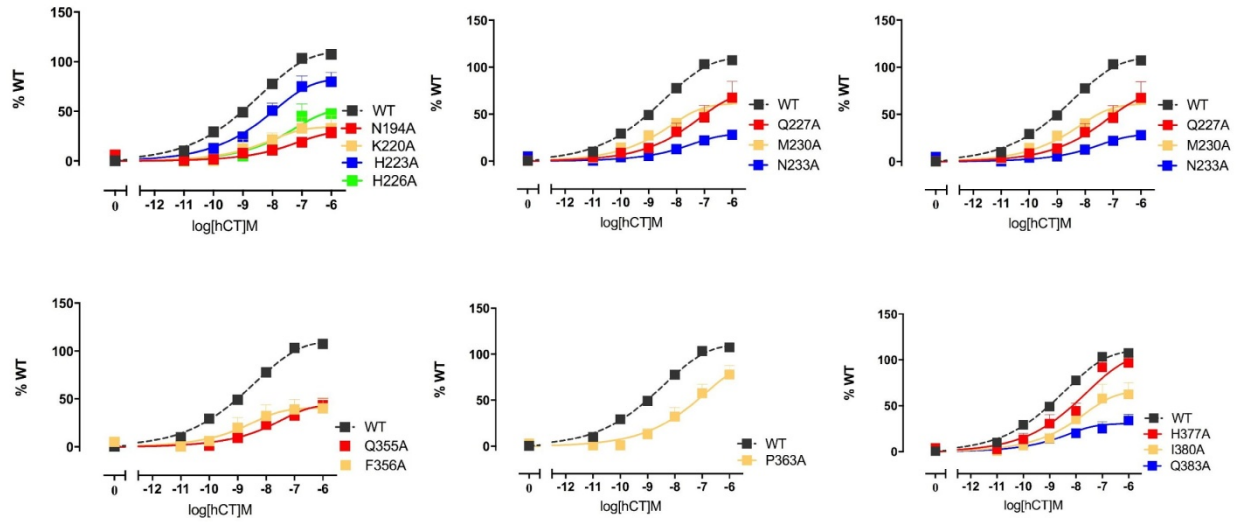 150
100
50
0
% WT
0 -12 -11 -10 -9 -8 -7 -6
log[hCT]M
WT
N194A
K220A
H223A
H226A
150
100
50
0
% WT
0 -12 -11 -10 -9 -8 -7 -6
log[hCT]M
WT
Q227A
M230A
N233A
150
100
50
0
% WT
0 -12 -11 -10 -9 -8 -7 -6
log[hCT]M
WT
Q227A
M230A
N233A
150
100
50
0
% WT
0 -12 -11 -10 -9 -8 -7 -6
log[hCT]M
WT
Q355A
F356A
150
100
50
0
% WT
0 -12 -11 -10 -9 -8 -7 -6
log[hCT]M
WT
P363A
150
100
50
0
% WT
0 -12 -11 -10 -9 -8 -7 -6
log[hCT]M
WT
H377A
I380A
Q383A